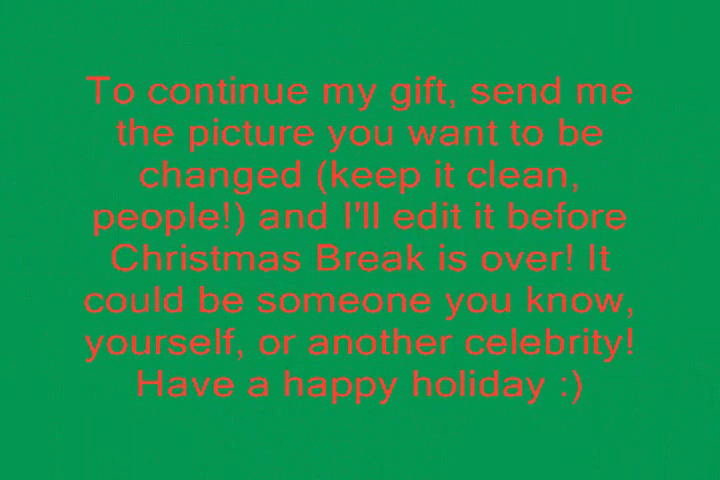 To continue my gift, send me
the picture you want to be
changed (keep it clean,
people!) and I'll edit it before
Christmas Break is over! It
could be someone you know,
yourself, or another celebrity!
Have a happy holiday :)